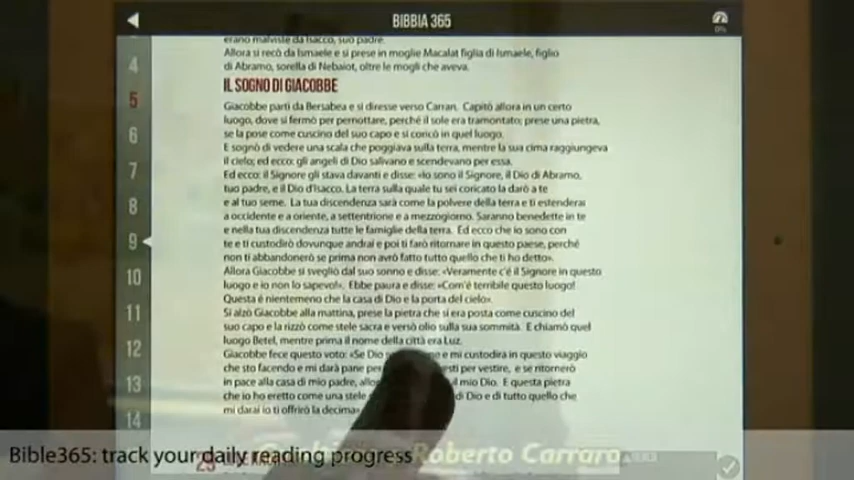 BIBBIA 365
0%
erano malviste da Isacco, suo padre.
Allora si recò da Ismaele e si prese in moglie Macalat figlia di Ismaele, figlio
di Abramo, sorella di Nebaiot, oltre le mogli che aveva.
IL SOGNO DI GIACOBBE
Giacobbe partì da Bersabea e si diresse verso Carran. Capitò allora in un certo
luogo, dove si fermò per pernottare, perché il sole era tramontato; prese una pietra,
se la pose come cuscino del suo capo e si coricò in quel luogo.
E sognò di vedere una scala che poggiava sulla terra, mentre la sua cima raggiungeva
il cielo; ed ecco: gli angeli di Dio salivano e scendevano per essa.
Ed ecco: il Signore gli stava davanti e disse: «Io sono il Signore, il Dio di Abramo,
tuo padre, e il Dio d'Isacco. La terra sulla quale tu sei coricato la darò a te
e al tuo seme. La tua discendenza sarà come la polvere della terra e ti estenderai
a occidente e a oriente, a settentrione e a mezzogiorno. Saranno benedette in te
e nella tua discendenza tutte le famiglie della terra. Ed ecco che io sono con
te e ti custodirò dovunque andrai e poi ti farò ritornare in questo paese, perché
non ti abbandonerò se prima non avrò fatto tutto quello che ti ho detto».
Allora Giacobbe si svegliò dal suo sonno e disse: «Veramente c'è il Signore in questo
luogo e io non lo sapevo!». Ebbe paura e disse: «Com'è terribile questo luogo!
Questa è nientemeno che la casa di Dio e la porta del cielo».
Si alzò Giacobbe alla mattina, prese la pietra che si era posta come cuscino del
suo capo e la rizzò come stele sacra e versò olio sulla sua sommità. E chiamò quel
luogo Betel, mentre prima il nome della città era Luz.
Giacobbe fece questo voto: «Se Dio e mi custodirà in questo viaggio
che sto facendo e mi darà pane per vestire, e se ritornerò
in pace alla casa di mio padre, il mio Dio. E questa pietra
che io ho eretto come una stele di Dio e di tutto quello che
mi darai io ti offrirò la decima»
4
5
6
7
8
9
10
11
12
13
14
Bible365: track your daily reading progress
Roberto Carraro